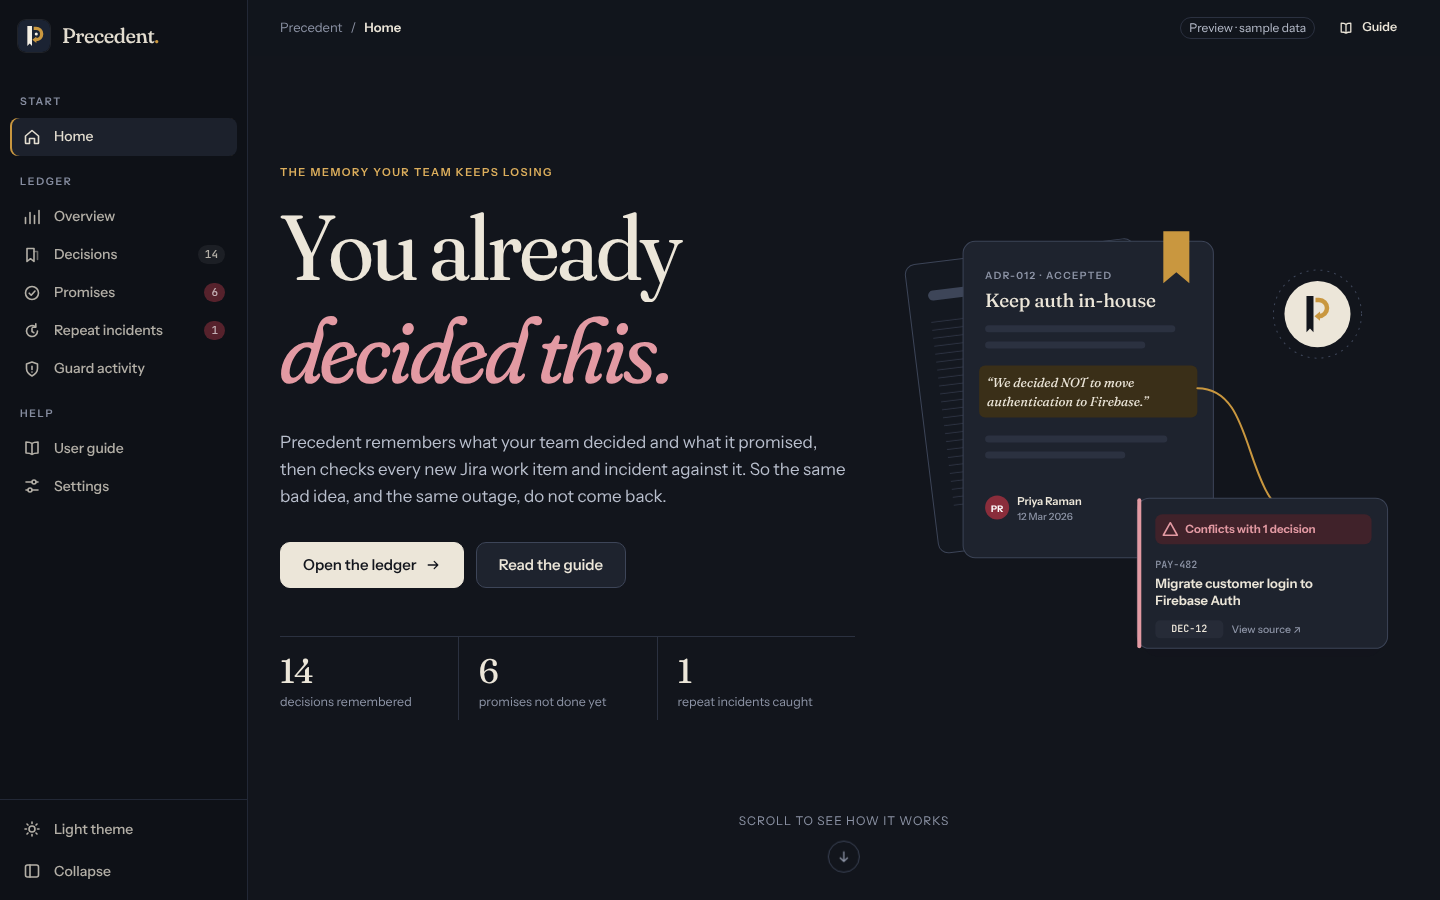 Precedent.
START
Home
LEDGER
Overview
Decisions 14
Promises 6
Repeat incidents 1
Guard activity
HELP
User guide
Settings
Light theme
Collapse
Precedent / Home
Preview · sample data
Guide
THE MEMORY YOUR TEAM KEEPS LOSING
You already
decided this.
Precedent remembers what your team decided and what it promised,
then checks every new Jira work item and incident against it. So the same
bad idea, and the same outage, do not come back.
Open the ledger →
Read the guide
14
decisions remembered
6
promises not done yet
1
repeat incidents caught
ADR-012 · ACCEPTED
Keep auth in-house
“We decided NOT to move
authentication to Firebase.”
PR
Priya Raman
12 Mar 2026
Conflicts with 1 decision
PAY-482
Migrate customer login to
Firebase Auth
DEC-12
View source ↗
SCROLL TO SEE HOW IT WORKS